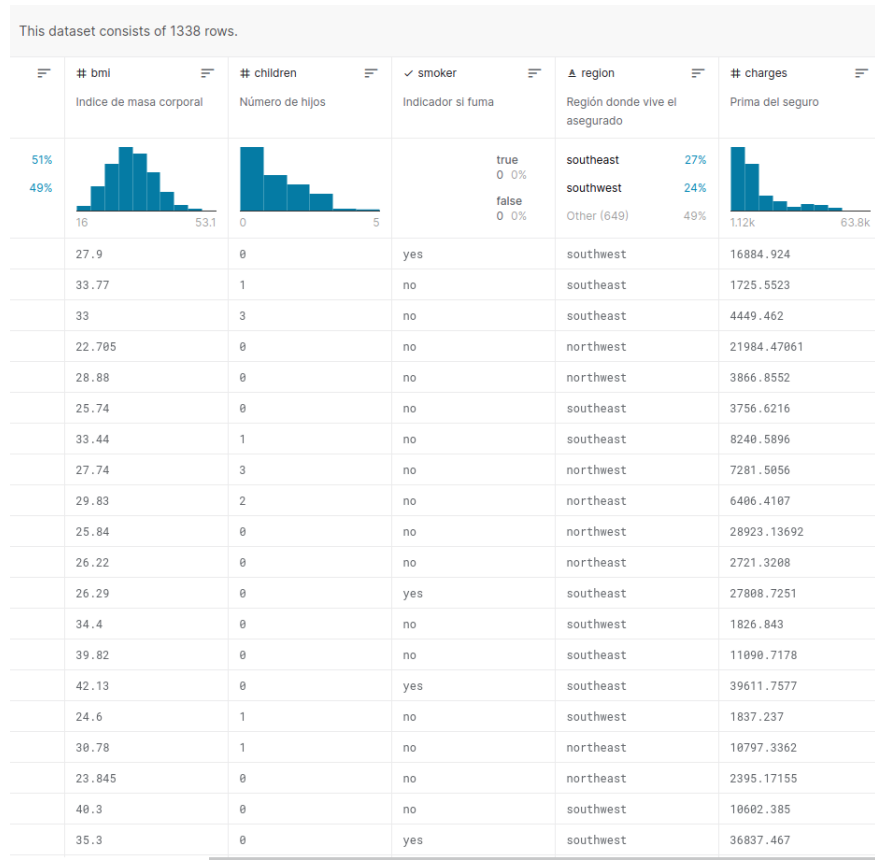 This dataset consists of 1338 rows.
# bmi # children ✓ smoker A region # charges
Indice de masa corporal Número de hijos Indicador si fuma Región donde vive el asegurado Prima del seguro
51% true southeast 27%
0 0%
49% southwest 24%
false
0 0% Other (649) 49%
16 53.1 0 5 1.12k 63.8k
27.9 0 yes southwest 16884.924
33.77 1 no southeast 1725.5523
33 3 no southeast 4449.462
22.705 0 no northwest 21984.47061
28.88 0 no northwest 3866.8552
25.74 0 no southeast 3756.6216
33.44 1 no southeast 8240.5896
27.74 3 no northwest 7281.5056
29.83 2 no northeast 6406.4107
25.84 0 no northwest 28923.13692
26.22 0 no northeast 2721.3208
26.29 0 yes southeast 27808.7251
34.4 0 no southwest 1826.843
39.82 0 no southeast 11090.7178
42.13 0 yes southeast 39611.7577
24.6 1 no southwest 1837.237
30.78 1 no northeast 10797.3362
23.845 0 no northeast 2395.17155
40.3 0 no southwest 10602.385
35.3 0 yes southwest 36837.467